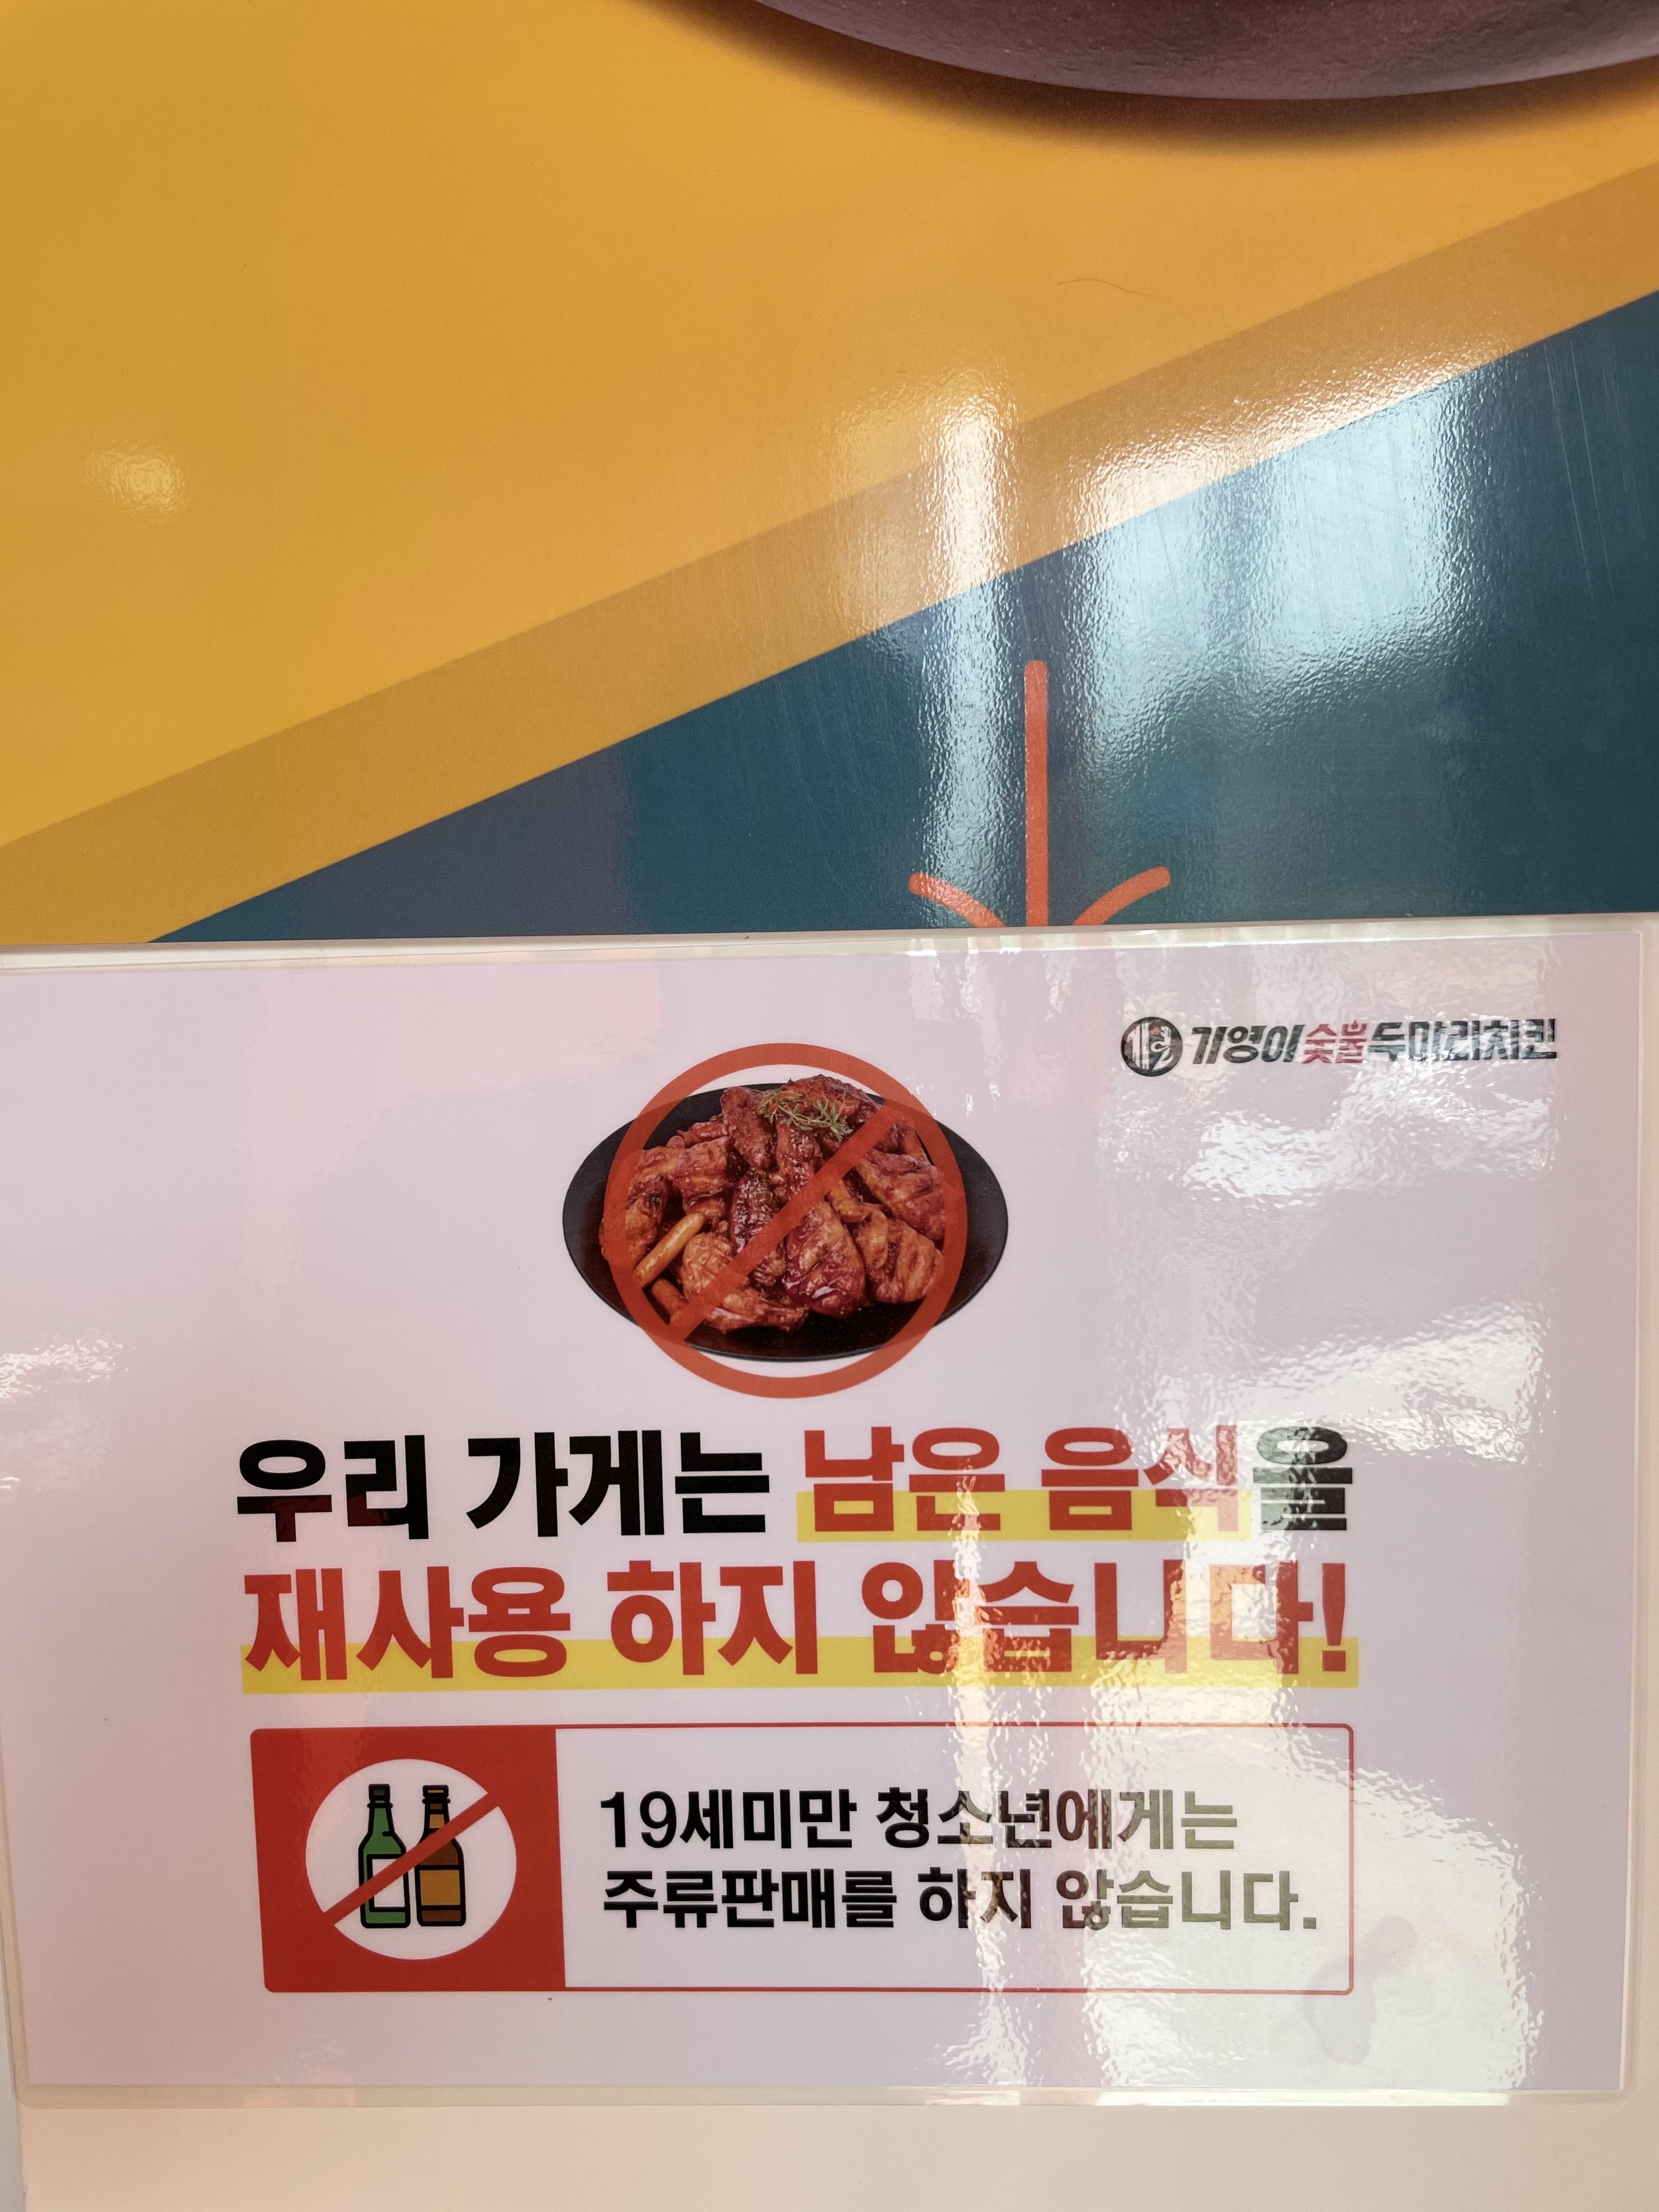 기영이숯불두마리치킨
우리 가게는 남은 음식을
재사용 하지 않습니다!
19세미만 청소년에게는
주류판매를 하지 않습니다.